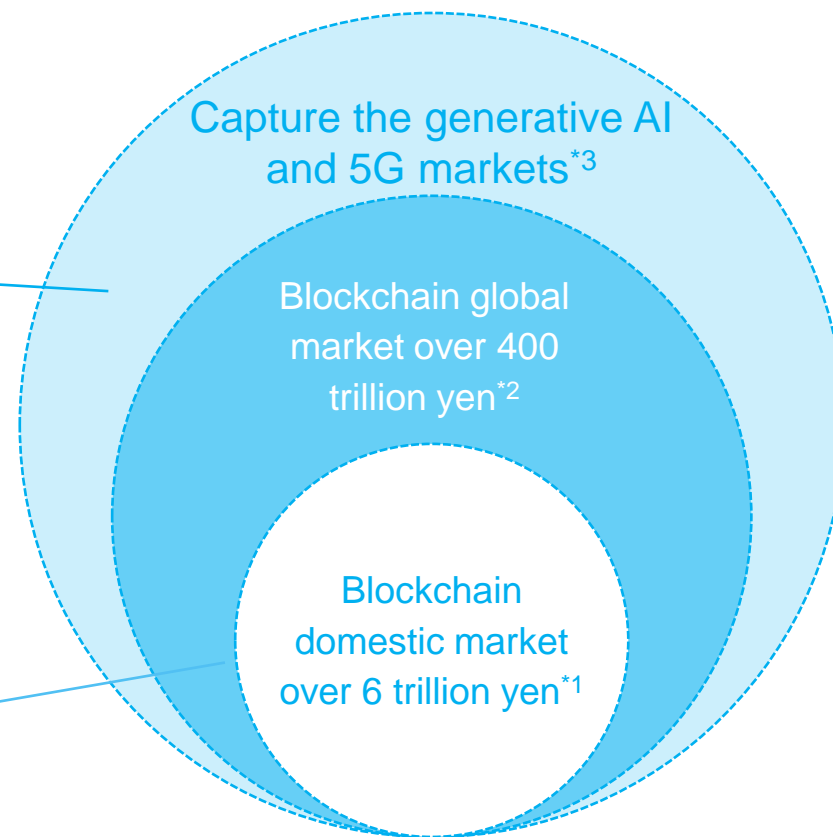 Capture the generative AI
and 5G markets*3
Blockchain global
market over 400
trillion yen*2
Blockchain
domestic market
over 6 trillion yen*1